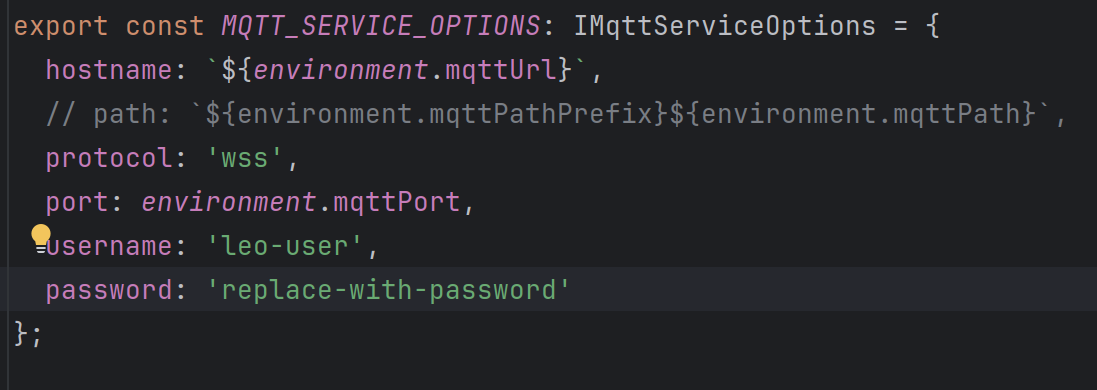 export const MQTT_SERVICE_OPTIONS: IMqttServiceOptions = {
  hostname: `${environment.mqttUrl}`,
  // path: `${environment.mqttPathPrefix}${environment.mqttPath}`,
  protocol: 'wss',
  port: environment.mqttPort,
  username: 'leo-user',
  password: 'replace-with-password'
};